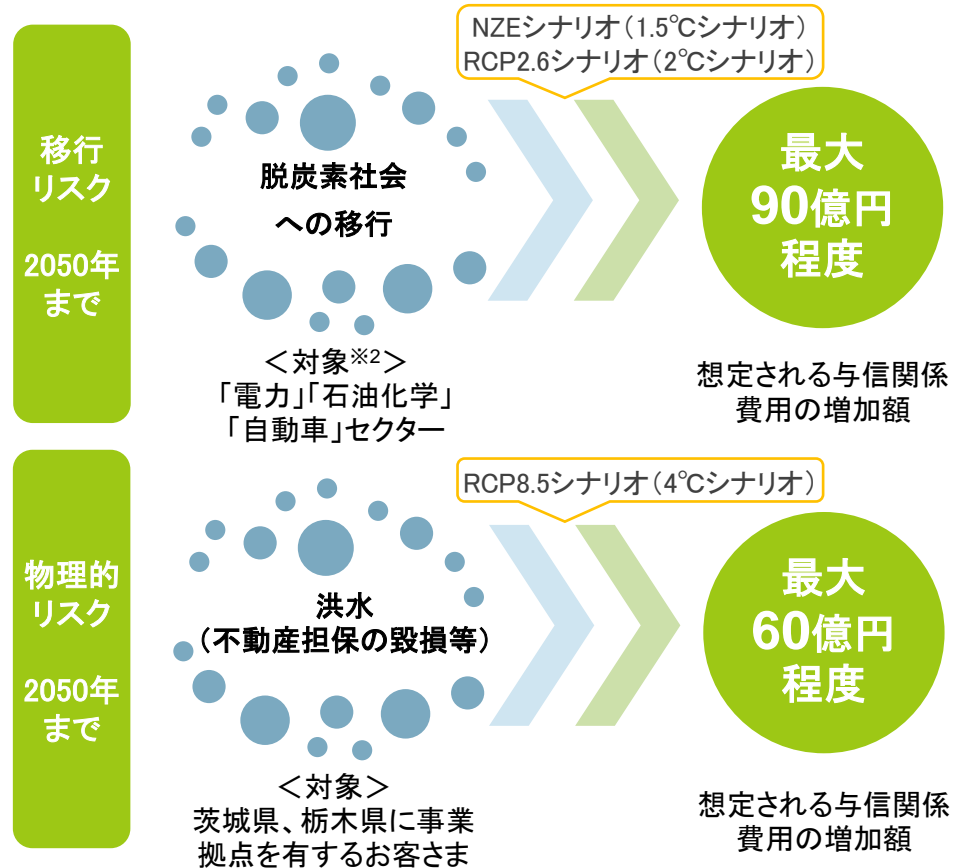 移行
リスク
2050年
まで
脱炭素社会
への移行
<対象※2>
「電力」「石油化学」
「自動車」セクター
NZEシナリオ(1.5℃シナリオ)
RCP2.6シナリオ(2℃シナリオ)
最大
90億円
程度
想定される与信関係
費用の増加額
物理的
リスク
2050年
まで
洪水
(不動産担保の毀損等)
<対象>
茨城県、栃木県に事業
拠点を有するお客さま
RCP8.5シナリオ(4℃シナリオ)
最大
60億円
程度
想定される与信関係
費用の増加額